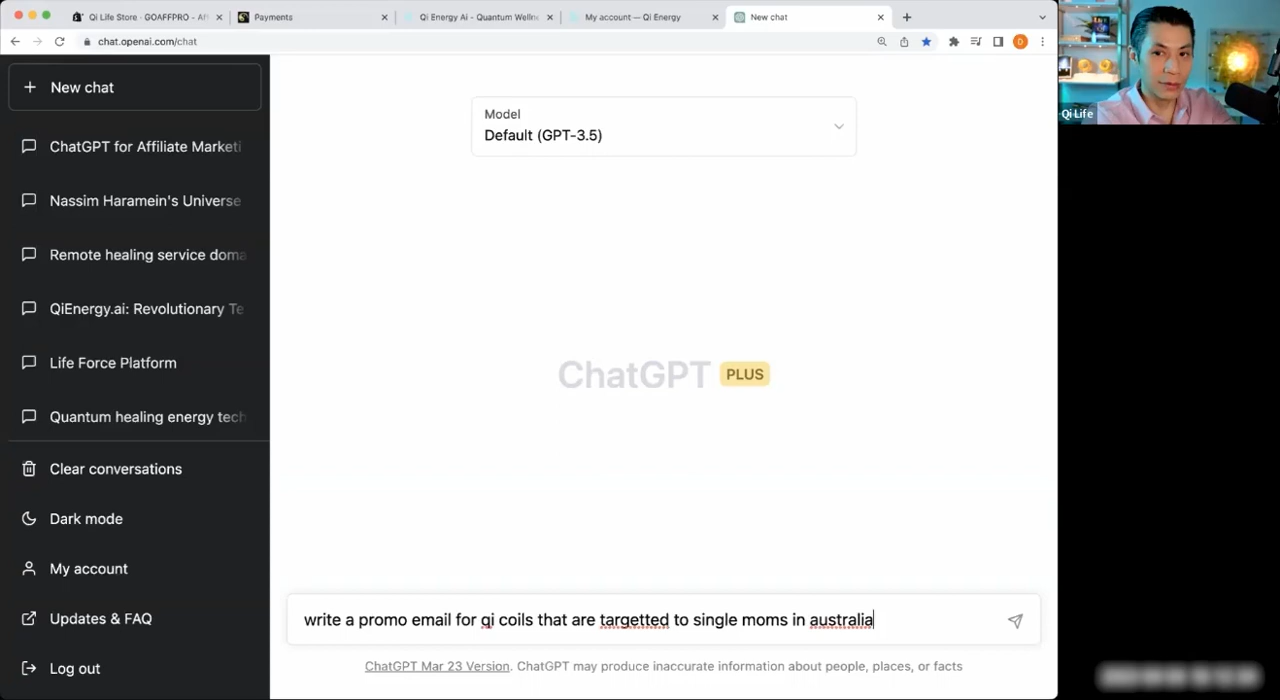 Qi Life Store - GOAFFPRO - Af
Payments
Qi Energy Ai - Quantum Welln
My account — Qi Energy
New chat
chat.openai.com/chat
D
New chat
ChatGPT for Affiliate Marketi
Nassim Haramein's Universe
Remote healing service doma
QiEnergy.ai: Revolutionary Te
Life Force Platform
Quantum healing energy tech
Clear conversations
Dark mode
My account
Updates & FAQ
Log out
Model
Default (GPT-3.5)
ChatGPT PLUS
write a promo email for qi coils that are targetted to single moms in australia
ChatGPT Mar 23 Version. ChatGPT may produce inaccurate information about people, places, or facts
Qi Life